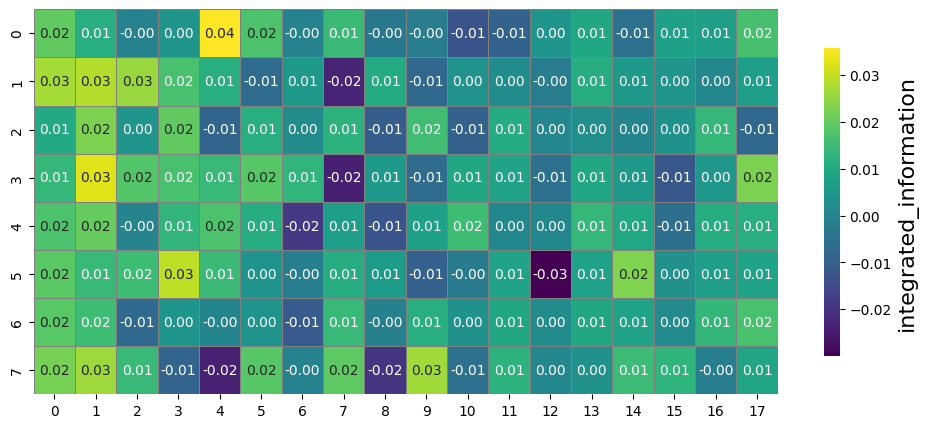 0 0.02 0.01 -0.00 0.00 0.04 0.02 -0.00 0.01 -0.00 -0.00 -0.01 -0.01 0.00 0.01 -0.01 0.01 0.01 0.02
1 0.03 0.03 0.03 0.02 0.01 -0.01 0.01 -0.02 0.01 -0.01 0.00 0.00 -0.00 0.01 0.01 0.00 0.00 0.01
2 0.01 0.02 0.00 0.02 -0.01 0.01 0.00 0.01 -0.01 0.02 -0.01 0.01 0.00 0.00 0.00 0.00 0.01 -0.01
3 0.01 0.03 0.02 0.02 0.01 0.02 0.01 -0.02 0.01 -0.01 0.01 0.01 -0.01 0.01 0.01 -0.01 0.00 0.02
4 0.02 0.02 -0.00 0.01 0.02 0.01 -0.02 0.01 -0.01 0.01 0.02 0.00 0.00 0.01 0.01 -0.01 0.01 0.01
5 0.02 0.01 0.02 0.03 0.01 0.00 -0.00 0.01 0.01 -0.01 -0.00 0.01 -0.03 0.01 0.02 0.00 0.01 0.01
6 0.02 0.02 -0.01 0.00 -0.00 0.00 -0.01 0.01 -0.00 0.01 0.00 0.01 0.00 0.01 0.01 0.00 0.01 0.02
7 0.02 0.03 0.01 -0.01 -0.02 0.02 -0.00 0.02 -0.02 0.03 -0.01 0.01 0.00 0.00 0.01 0.01 -0.00 0.01
0 1 2 3 4 5 6 7 8 9 10 11 12 13 14 15 16 17
0.03
0.02
0.01
0.00
-0.01
-0.02
integrated_information